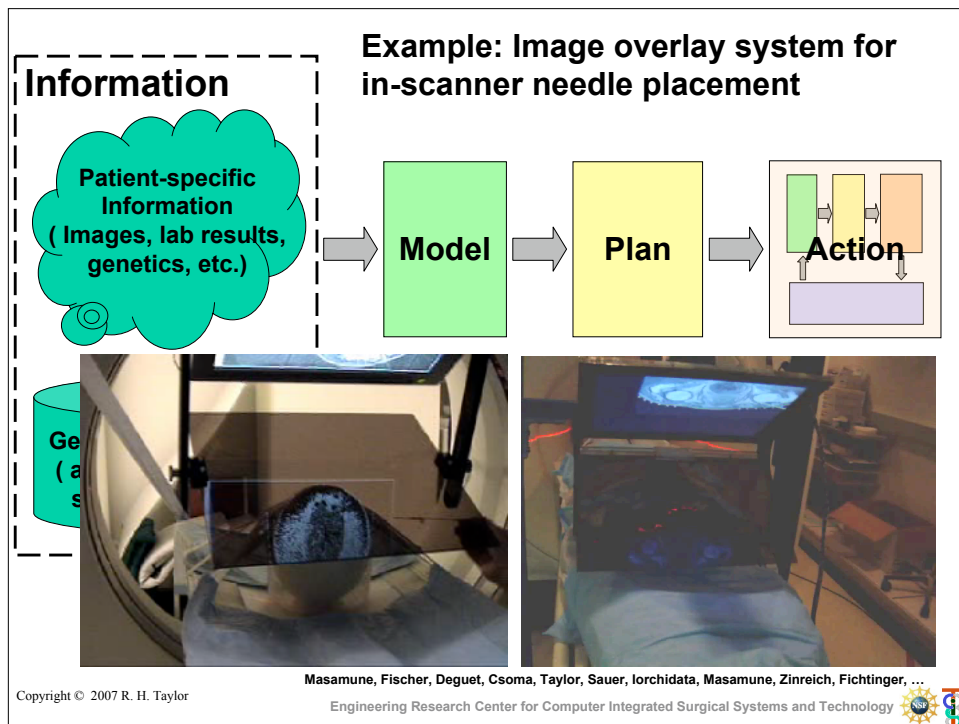 Example: Image overlay system for
in-scanner needle placement
Information
Patient-specific
Information
( Images, lab results,
genetics, etc.)
Model
Plan
Action
Masamune, Fischer, Deguet, Csoma, Taylor, Sauer, Iorchidata, Masamune, Zinreich, Fichtinger, ...
Copyright © 2007 R. H. Taylor
Engineering Research Center for Computer Integrated Surgical Systems and Technology
NSF